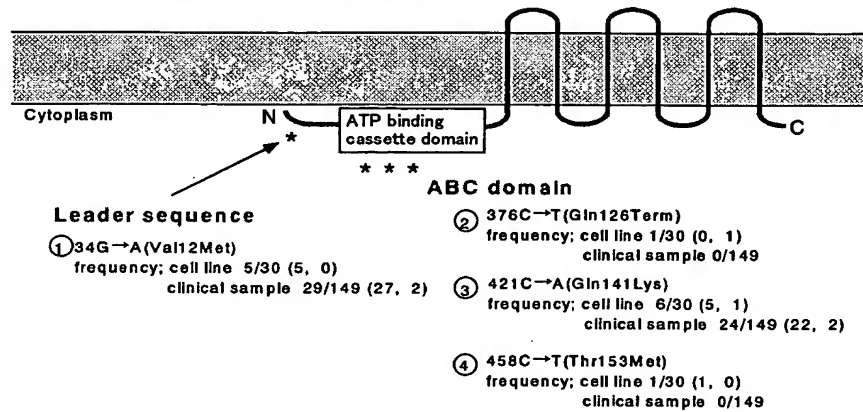 Cytoplasm
N
ATP binding
cassette domain
C
*
* * *
ABC domain
Leader sequence
① 34G→A(Val12Met)
frequency; cell line 5/30 (5, 0)
clinical sample 29/149 (27, 2)
② 376C→T(Gln126Term)
frequency; cell line 1/30 (0, 1)
clinical sample 0/149
③ 421C→A(Gln141Lys)
frequency; cell line 6/30 (5, 1)
clinical sample 24/149 (22, 2)
④ 458C→T(Thr153Met)
frequency; cell line 1/30 (1, 0)
clinical sample 0/149